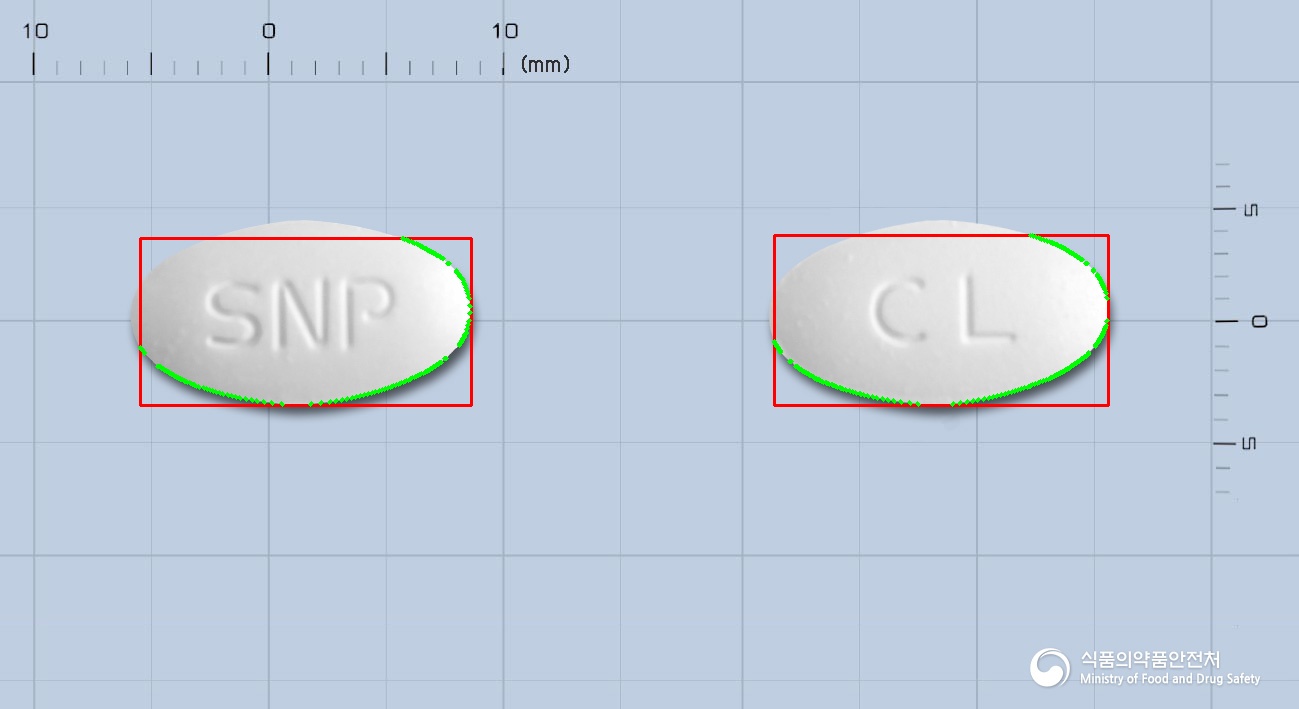 10 0 10
(mm)
SNP
CL
5
0
5
식품의약품안전처
Ministry of Food and Drug Safety